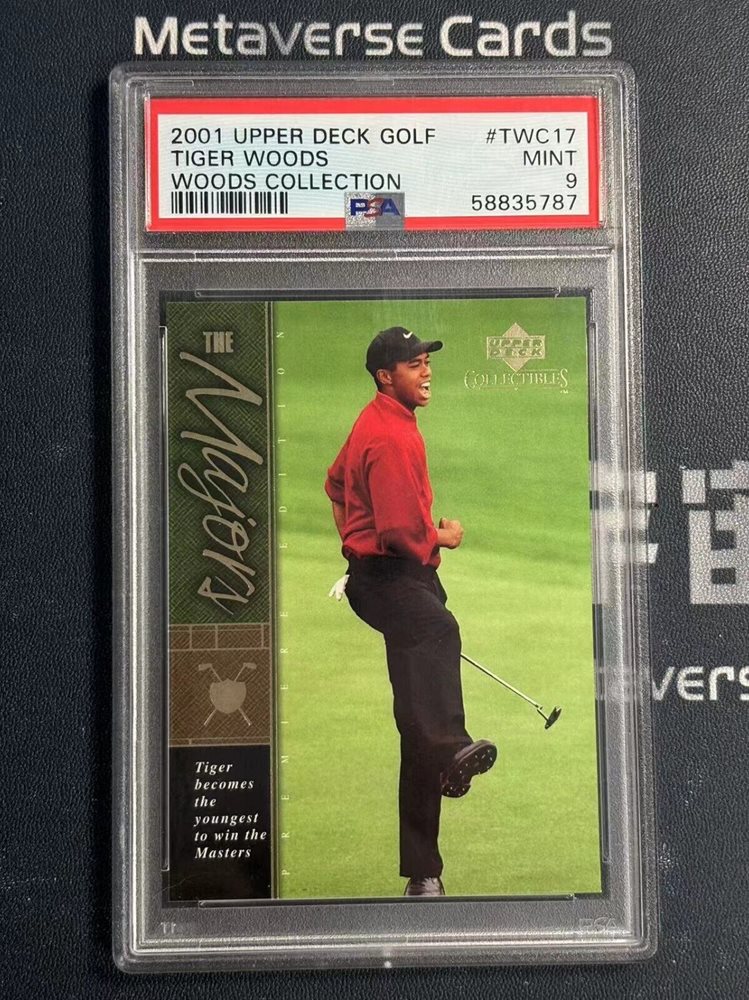 Metaverse Cards
2001 UPPER DECK GOLF #TWC17
TIGER WOODS MINT
WOODS COLLECTION 9
PSA 58835787
THE
Majors
UPPER
DECK
COLLECTIBLES
TM
PREMIERE EDITION
Tiger
becomes
the
youngest
to win the
Masters